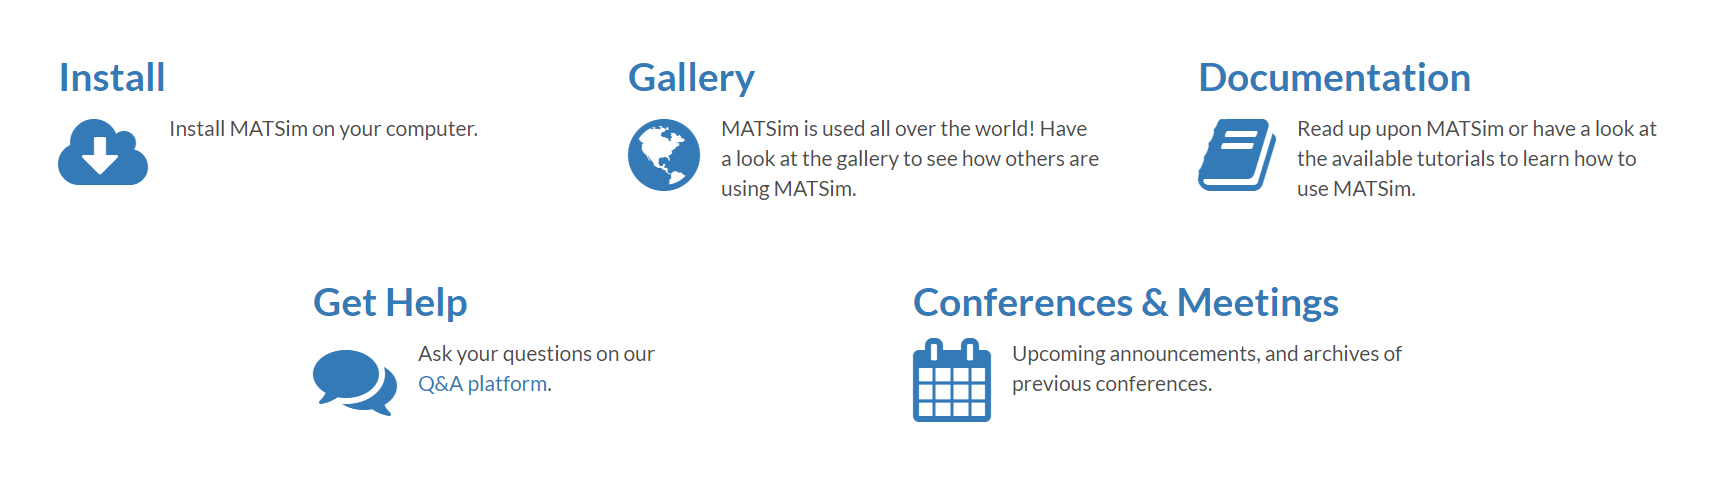 Install
Install MATSim on your computer.
Gallery
MATSim is used all over the world! Have
a look at the gallery to see how others are
using MATSim.
Documentation
Read up upon MATSim or have a look at
the available tutorials to learn how to
use MATSim.
Get Help
Ask your questions on our
Q&A platform.
Conferences & Meetings
Upcoming announcements, and archives of
previous conferences.